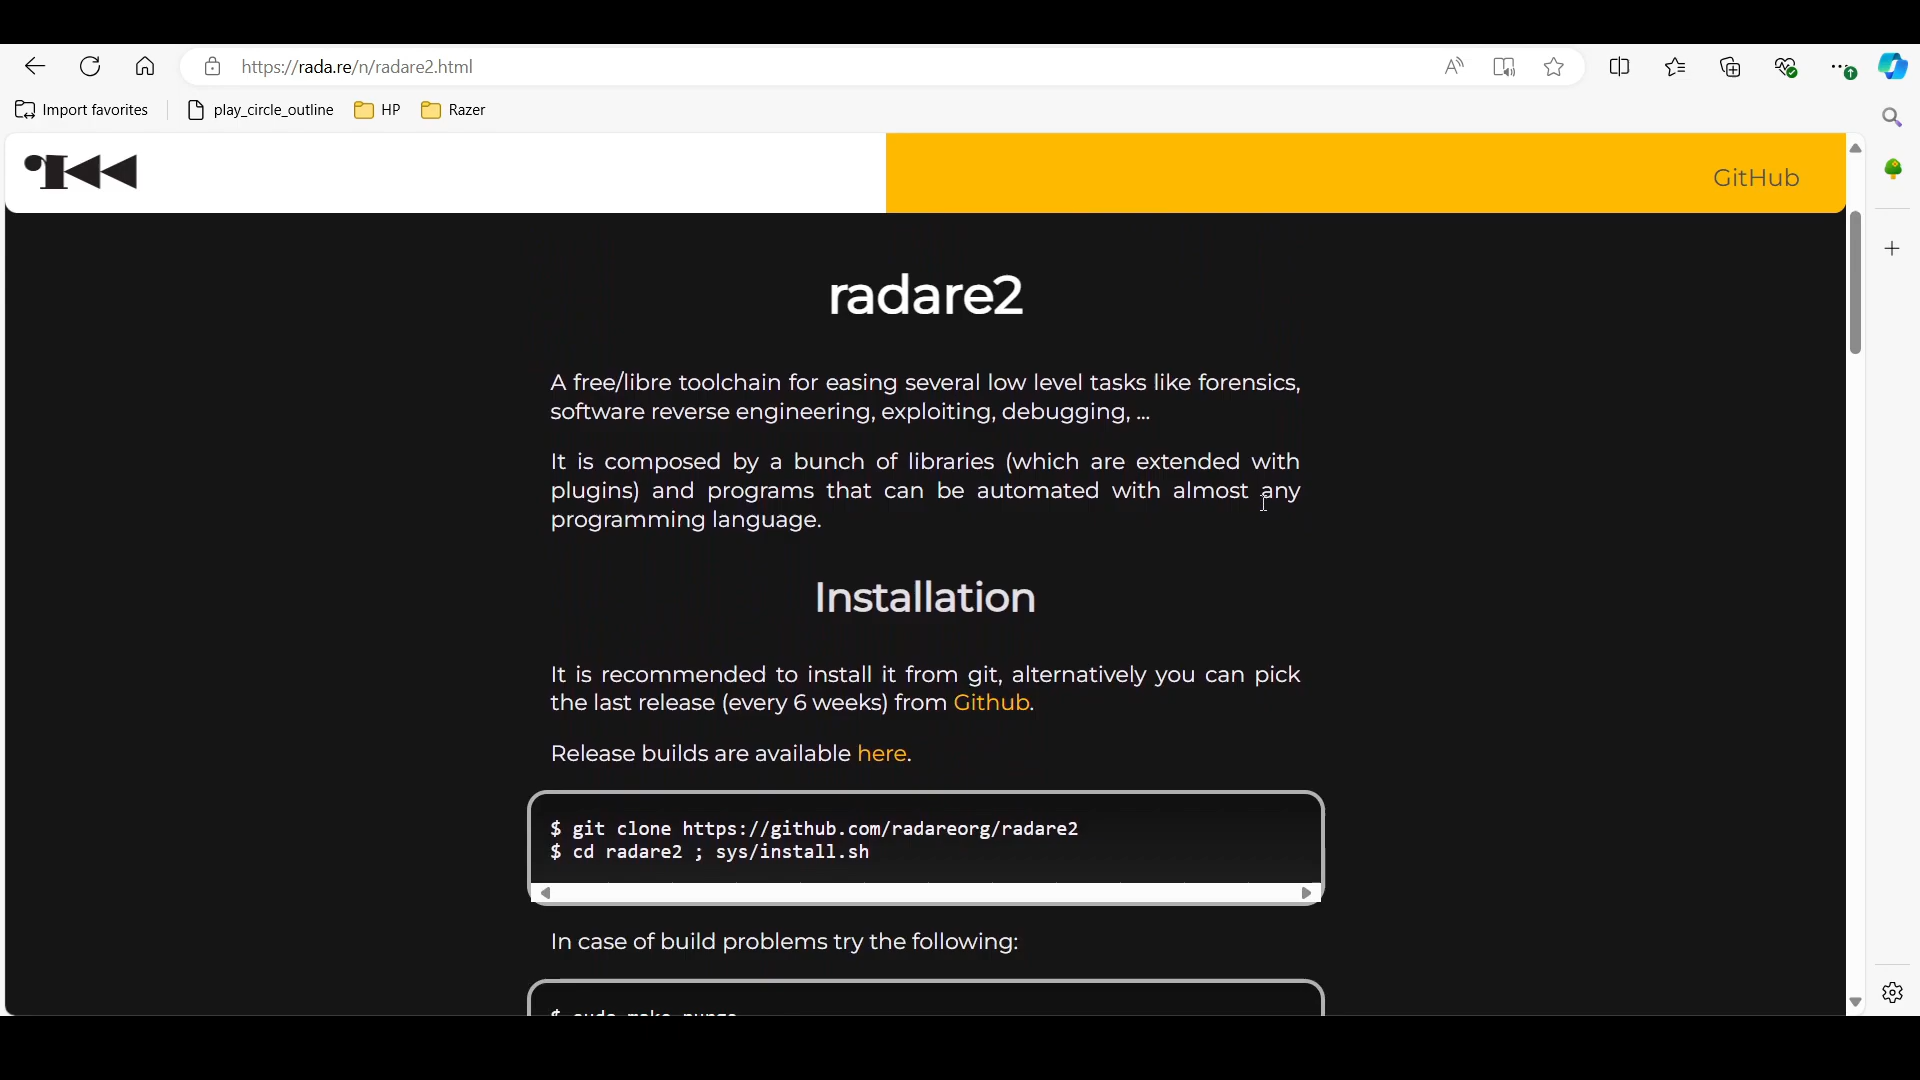 https://rada.re/n/radare2.html
Import favorites
play_circle_outline
HP
Razer
GitHub
radare2
A free/libre toolchain for easing several low level tasks like forensics,
software reverse engineering, exploiting, debugging, ...
It is composed by a bunch of libraries (which are extended with
plugins) and programs that can be automated with almost any
programming language.
Installation
It is recommended to install it from git, alternatively you can pick
the last release (every 6 weeks) from Github.
Release builds are available here.
$ git clone https://github.com/radareorg/radare2
$ cd radare2 ; sys/install.sh
In case of build problems try the following: